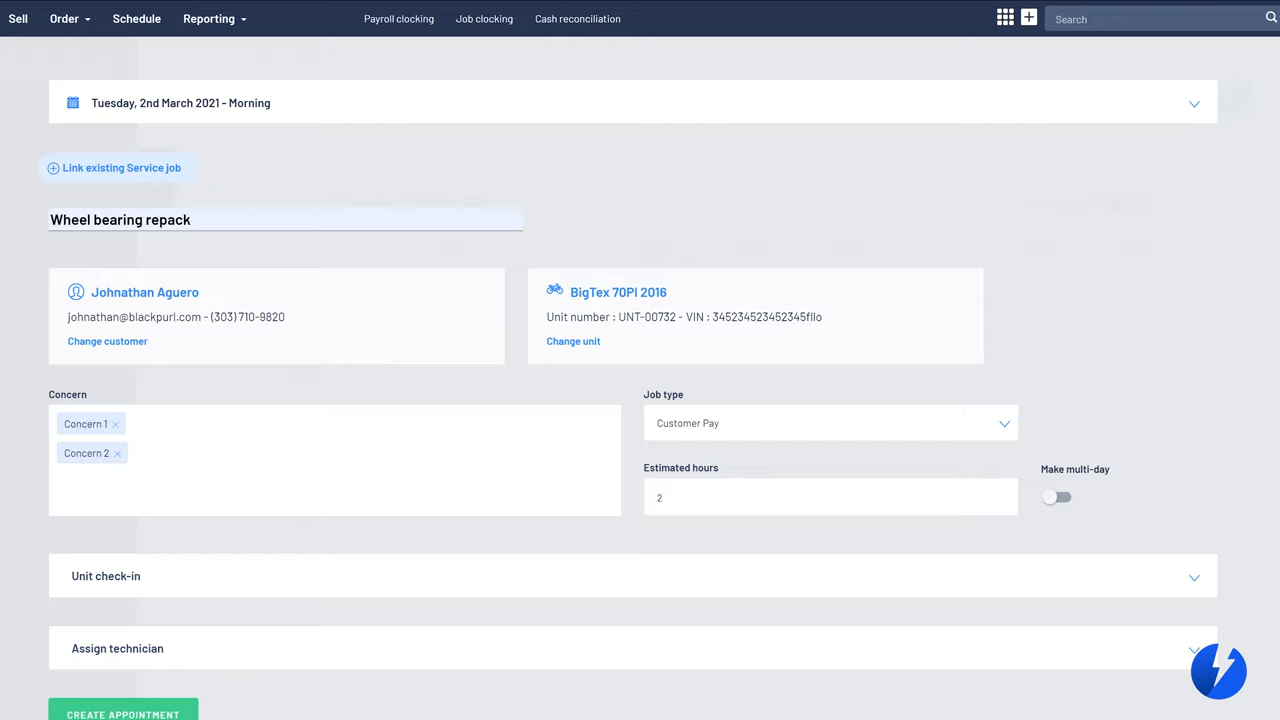 Sell Order Schedule Reporting Payroll clocking Job clocking Cash reconciliation Search
Tuesday, 2nd March 2021 - Morning
Link existing Service job
Wheel bearing repack
Johnathan Aguero
johnathan@blackpurl.com - (303) 710-9820
Change customer
BigTex 70PI 2016
Unit number : UNT-00732 - VIN : 345234523452345fllo
Change unit
Concern
Concern 1
Concern 2
Job type
Customer Pay
Estimated hours
2
Make multi-day
Unit check-in
Assign technician
CREATE APPOINTMENT